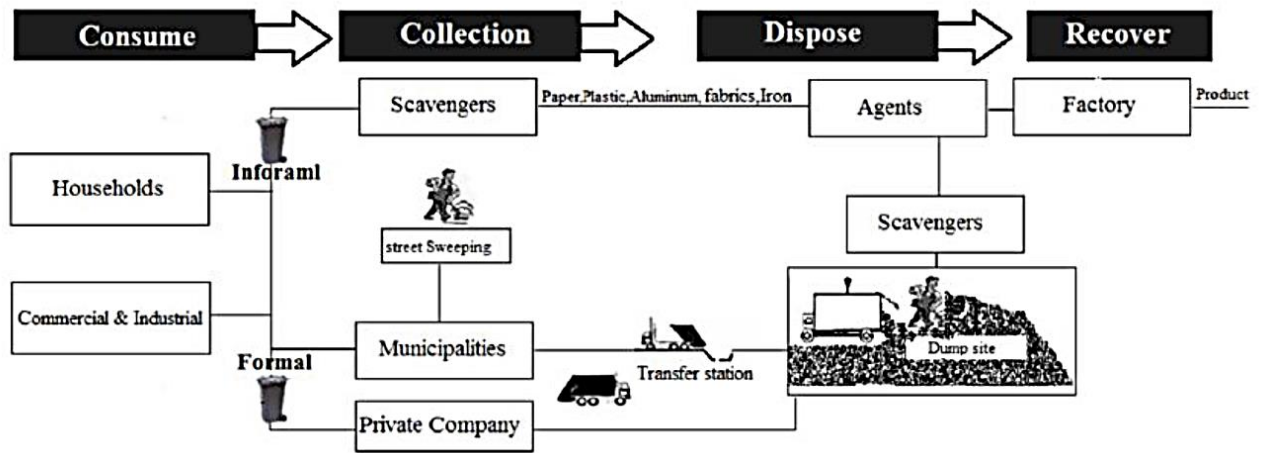 Consume
Collection
Dispose
Recover
Scavengers
Paper,Plastic,Aluminum, fabrics,Iron
Agents
Factory
Product
Inforaml
Households
street Sweeping
Scavengers
Commercial & Industrial
Municipalities
Transfer station
Dump site
Formal
Private Company